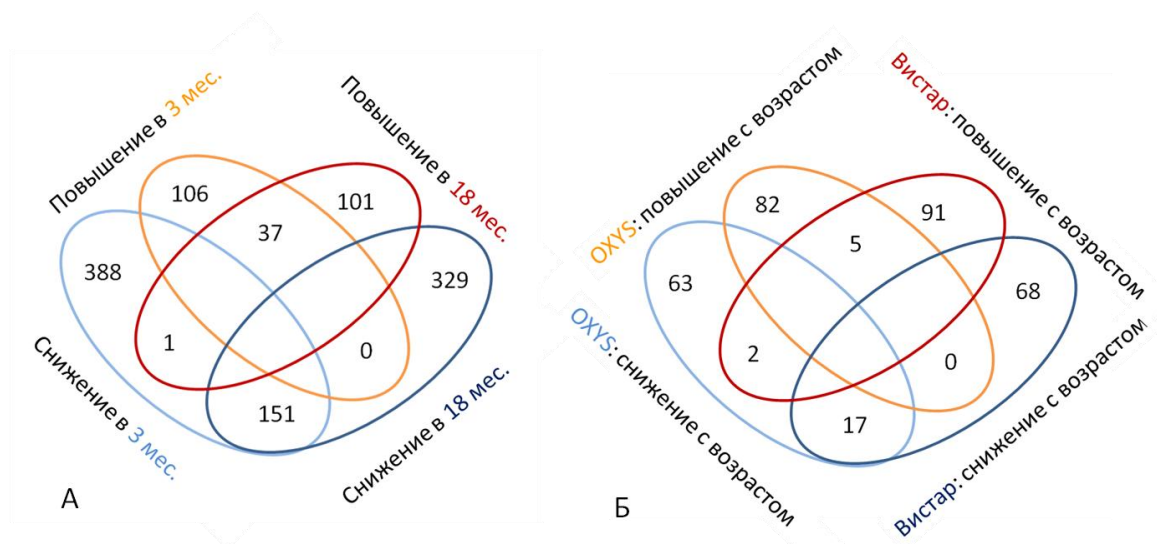 Повышение в 3 мес.
Повышение в 18 мес.
106
101
37
388
329
1
0
151
Снижение в 3 мес.
Снижение в 18 мес.
А
OXYS: повышение с возрастом
Вистар: повышение с возрастом
82
91
5
63
68
2
0
17
OXYS: снижение с возрастом
Вистар: снижение с возрастом
Б